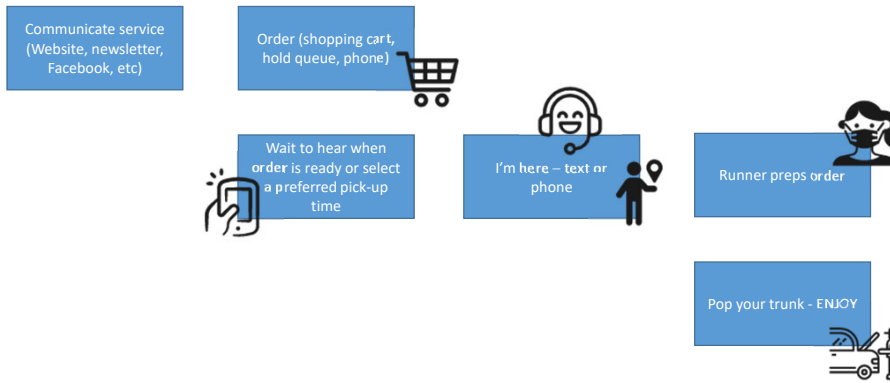 Communicate service
(Website, newsletter,
Facebook, etc)
Order (shopping cart,
hold queue, phone)
Wait to hear when
order is ready or select
a preferred pick-up
time
I'm here – text or
phone
Runner preps order
Pop your trunk - ENJOY